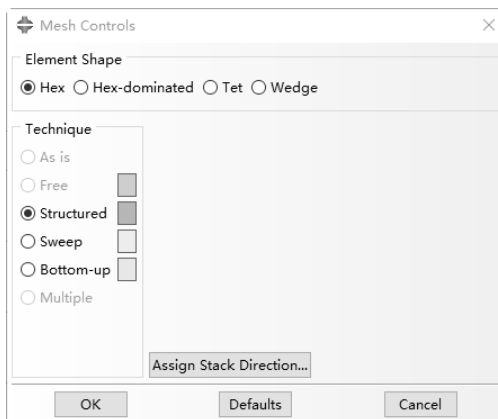 Mesh Controls
Element Shape
Hex Hex-dominated Tet Wedge
Technique
As is
Free
Structured
Sweep
Bottom-up
Multiple
Assign Stack Direction...
OK Defaults Cancel